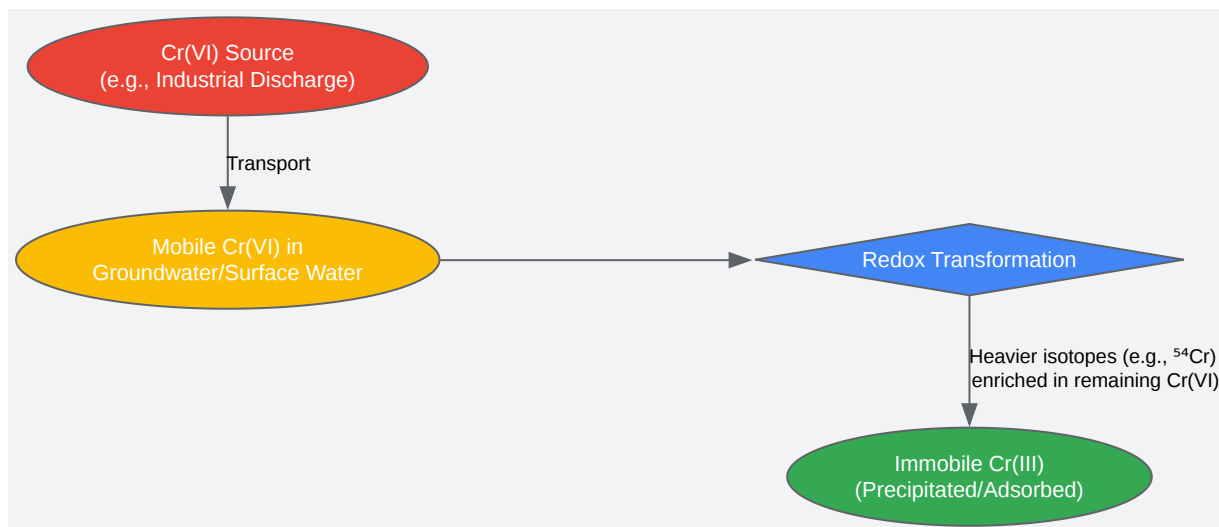 Cr(VI) Source
(e.g., Industrial Discharge)
Transport
Mobile Cr(VI) in
Groundwater/Surface Water
Redox Transformation
Heavier isotopes (e.g., ⁵⁴Cr)
enriched in remaining Cr(VI)
Immobile Cr(III)
(Precipitated/Adsorbed)